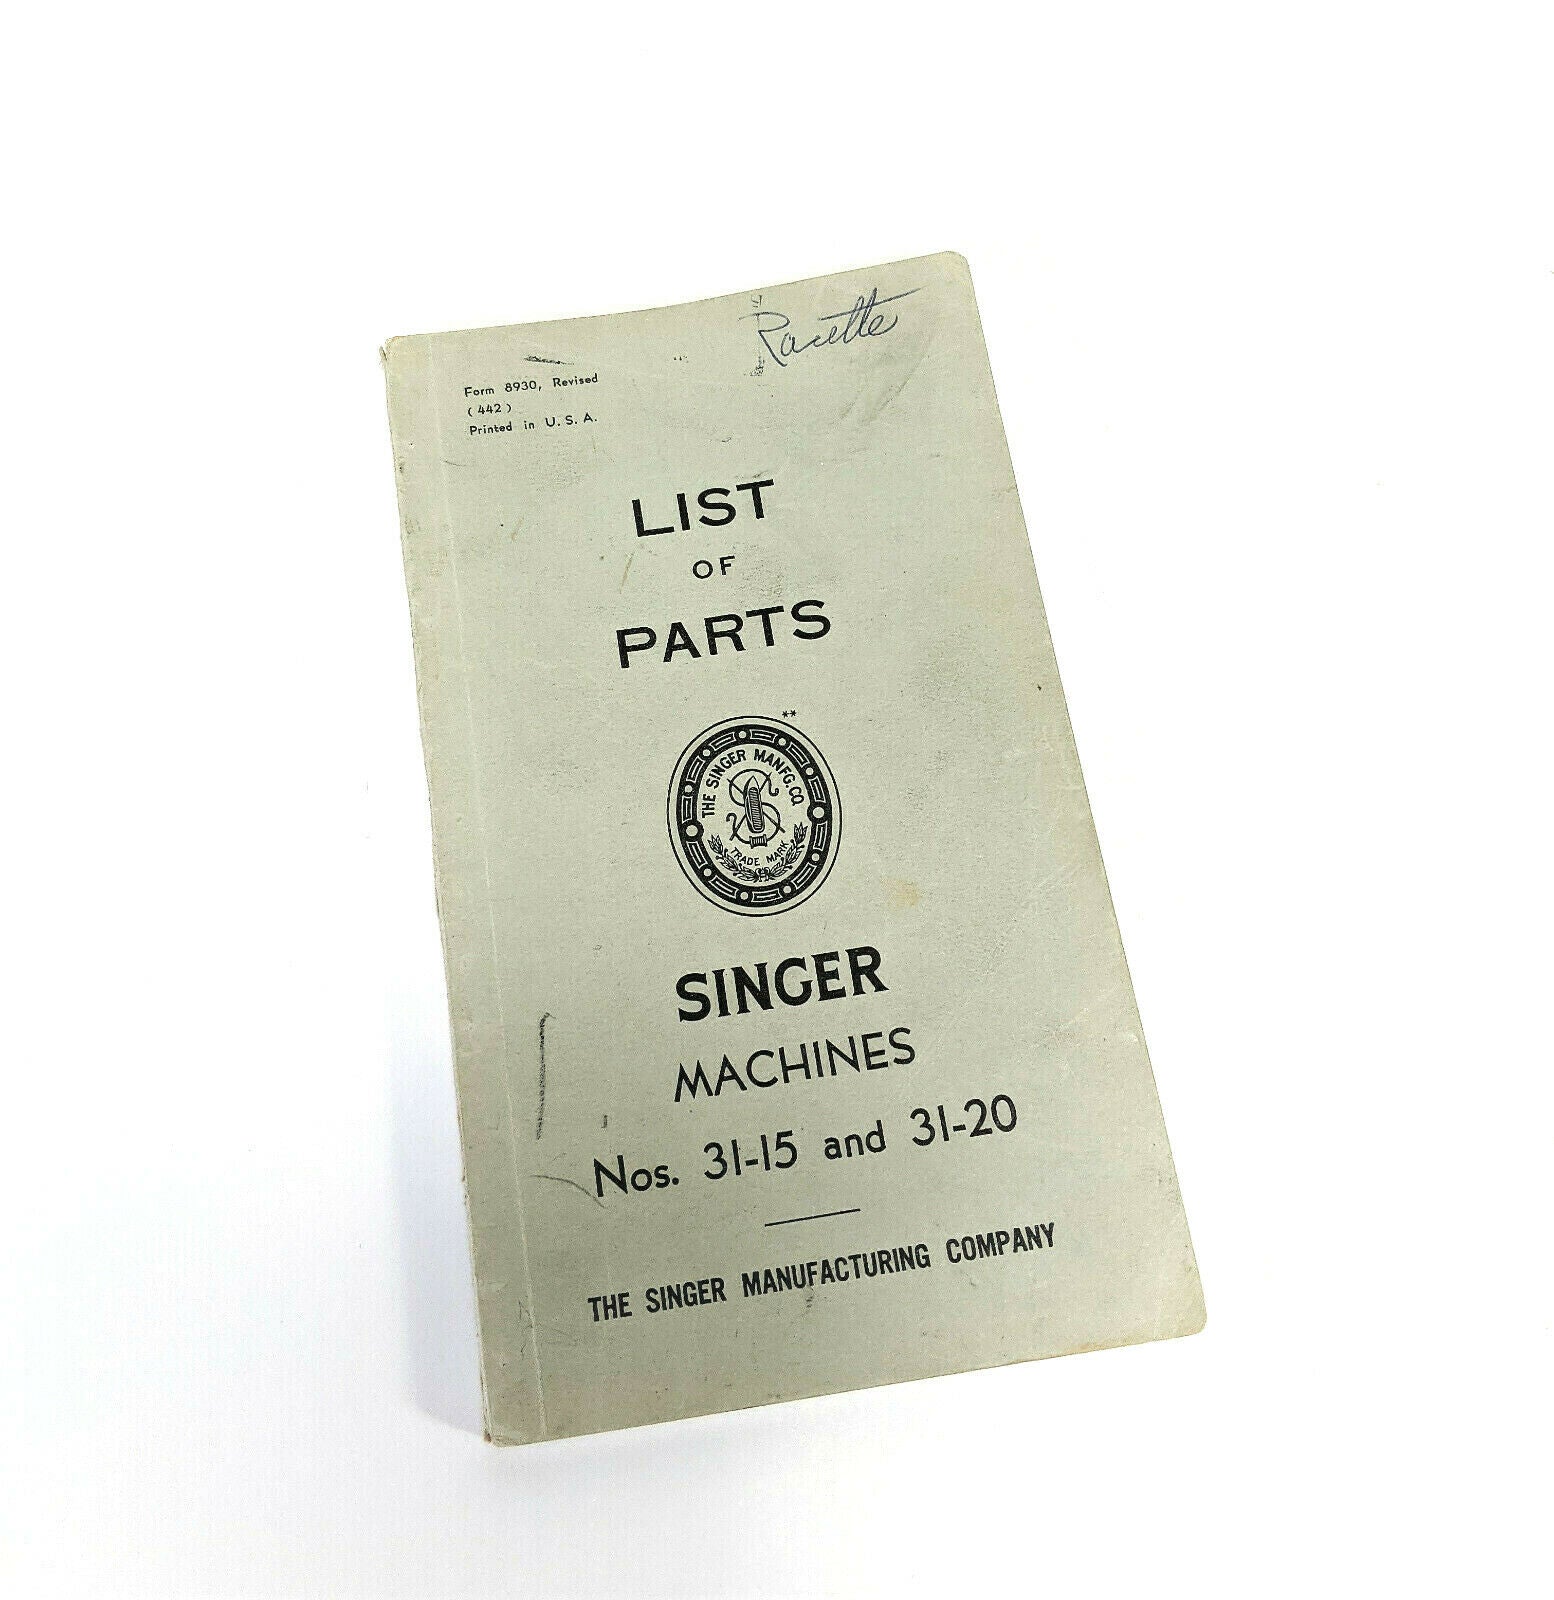 Racette
Form 8930, Revised
(442)
Printed in U. S. A.
LIST
OF
PARTS
**
THE SINGER MANFG. CO.
TRADE MARK
SINGER
MACHINES
Nos. 31-15 and 31-20
THE SINGER MANUFACTURING COMPANY